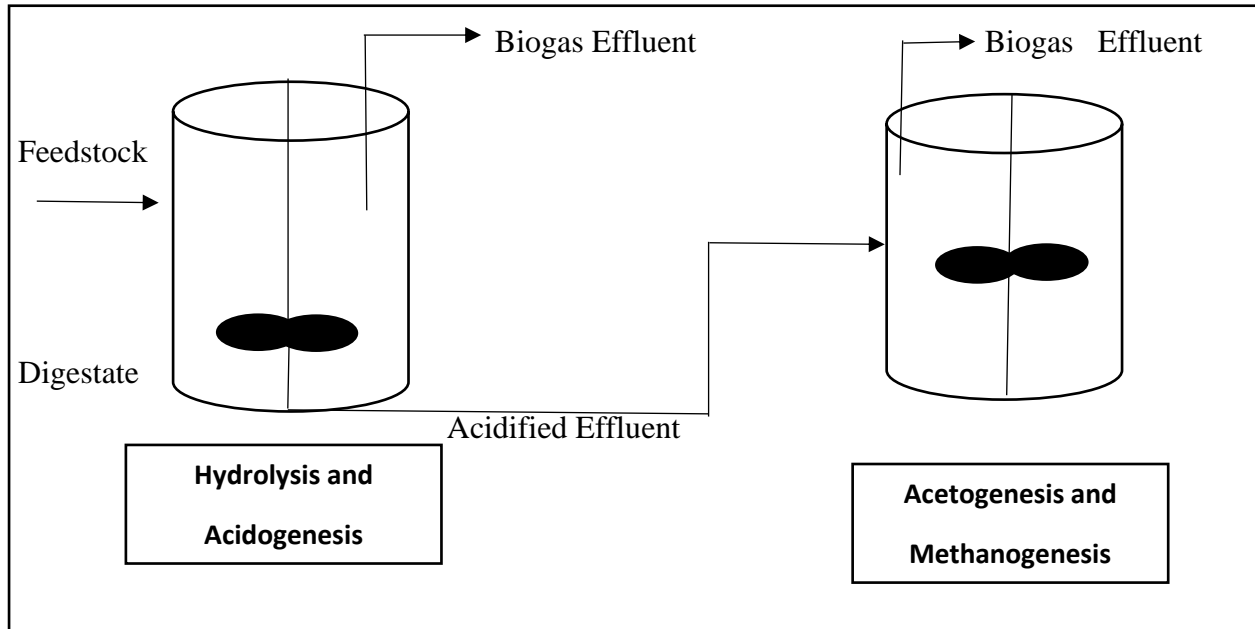 Biogas Effluent
Biogas Effluent
Feedstock
Digestate
Acidified Effluent
Hydrolysis and
Acidogenesis
Acetogenesis and
Methanogenesis